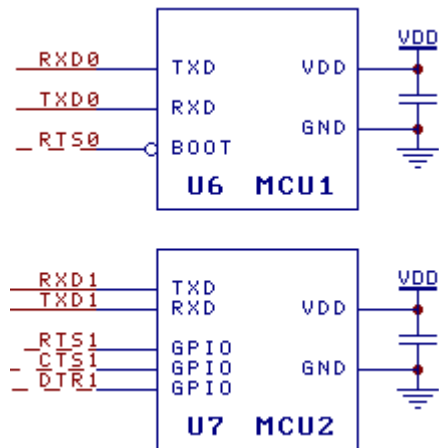 RXD0 TXD VDD VDD
TXD0 RXD
RTS0 BOOT GND
U6 MCU1
RXD1 TXD VDD
TXD1 RXD VDD
RTS1 GPIO
CTS1 GPIO GND
DTR1 GPIO
U7 MCU2